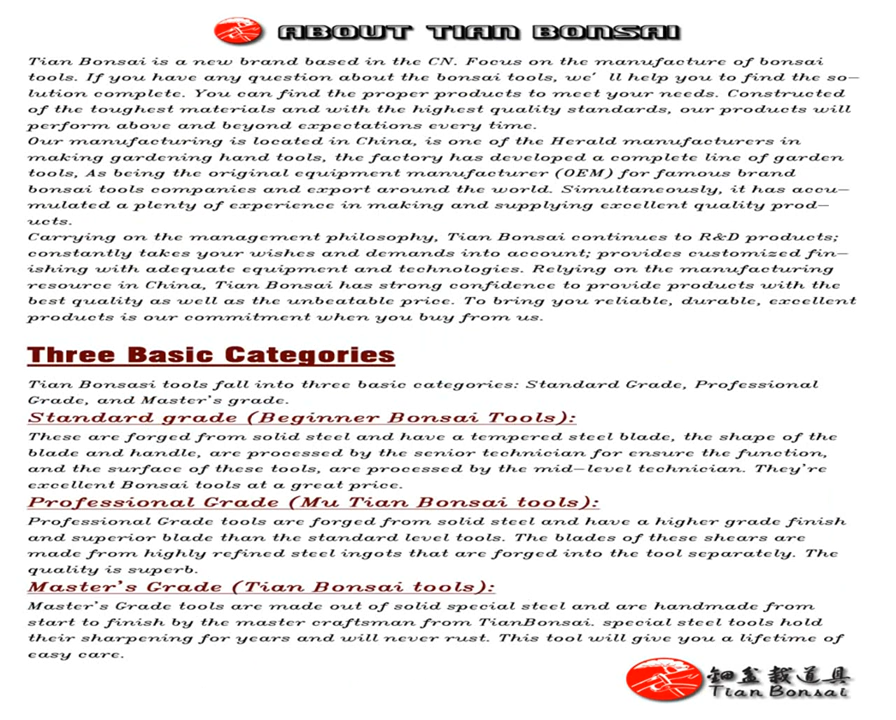 ABOUT TIAN BONSAI
Tian Bonsai is a new brand based in the CN. Focus on the manufacture of bonsai
tools. If you have any question about the bonsai tools, we'll help you to find the so-
lution complete. You can find the proper products to meet your needs. Constructed
of the toughest materials and with the highest quality standards, our products will
perform above and beyond expectations every time.
Our manufacturing is located in China, is one of the Herald manufacturers in
making gardening hand tools, the factory has developed a complete line of garden
tools, As being the original equipment manufacturer (OEM) for famous brand
bonsai tools companies and export around the world. Simultaneously, it has accu-
mulated a plenty of experience in making and supplying excellent quality prod-
ucts.
Carrying on the management philosophy, Tian Bonsai continues to R&D products;
constantly takes your wishes and demands into account; provides customized fin-
ishing with adequate equipment and technologies. Relying on the manufacturing
resource in China, Tian Bonsai has strong confidence to provide products with the
best quality as well as the unbeatable price. To bring you reliable, durable, excellent
products is our commitment when you buy from us.
Three Basic Categories
Tian Bonsasi tools fall into three basic categories: Standard Grade, Professional
Grade, and Master's grade.
Standard grade (Beginner Bonsai Tools):
These are forged from solid steel and have a tempered steel blade, the shape of the
blade and handle, are processed by the senior technician for ensure the function,
and the surface of these tools, are processed by the mid-level technician. They're
excellent Bonsai tools at a great price.
Professional Grade (Mu Tian Bonsai tools):
Professional Grade tools are forged from solid steel and have a higher grade finish
and superior blade than the standard level tools. The blades of these shears are
made from highly refined steel ingots that are forged into the tool separately. The
quality is superb.
Master's Grade (Tian Bonsai tools):
Master's Grade tools are made out of solid special steel and are handmade from
start to finish by the master craftsman from TianBonsai. special steel tools hold
their sharpening for years and will never rust. This tool will give you a lifetime of
easy care.
钿盆栽道具
Tian Bonsai